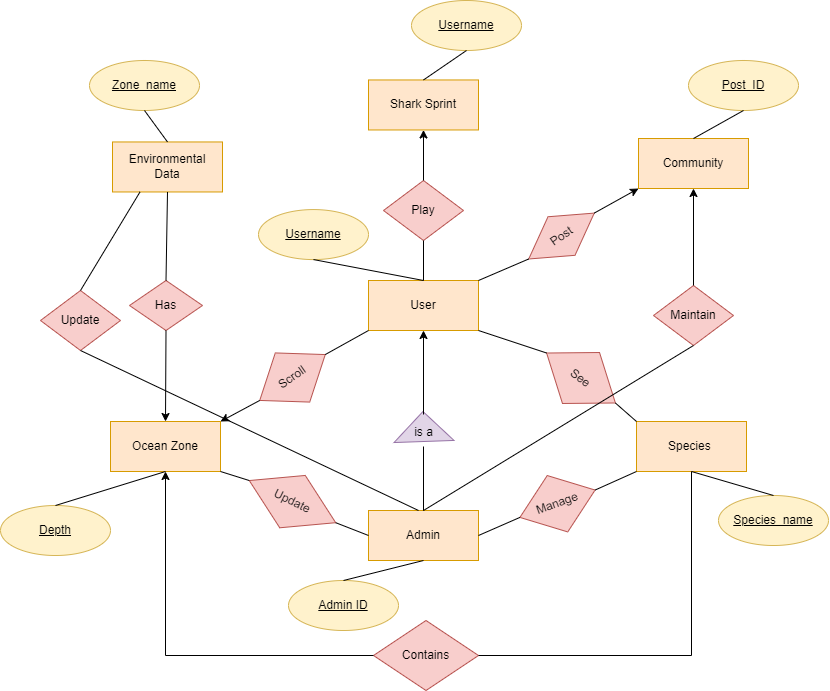 Username
Zone_name
Post_ID
Shark Sprint
Environmental
Data
Community
Play
Username
Post
User
Has
Update
Maintain
Scroll
See
is a
Ocean Zone
Species
Update
Manage
Depth
Admin
Species_name
Admin ID
Contains